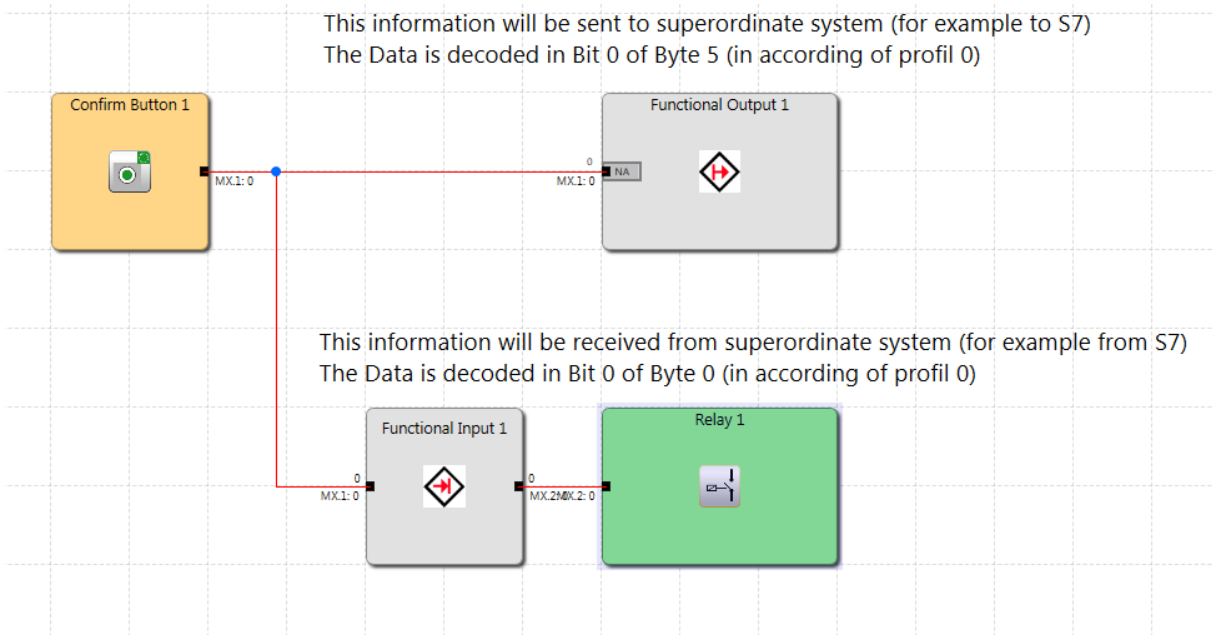 This information will be sent to superordinate system (for example to S7)
The Data is decoded in Bit 0 of Byte 5 (in according of profil 0)
Confirm Button 1
Functional Output 1
MX.1: 0
0
NA
MX.1: 0
This information will be received from superordinate system (for example from S7)
The Data is decoded in Bit 0 of Byte 0 (in according of profil 0)
Functional Input 1
Relay 1
0
MX.1: 0
0
MX.2: 0
MX.2: 0